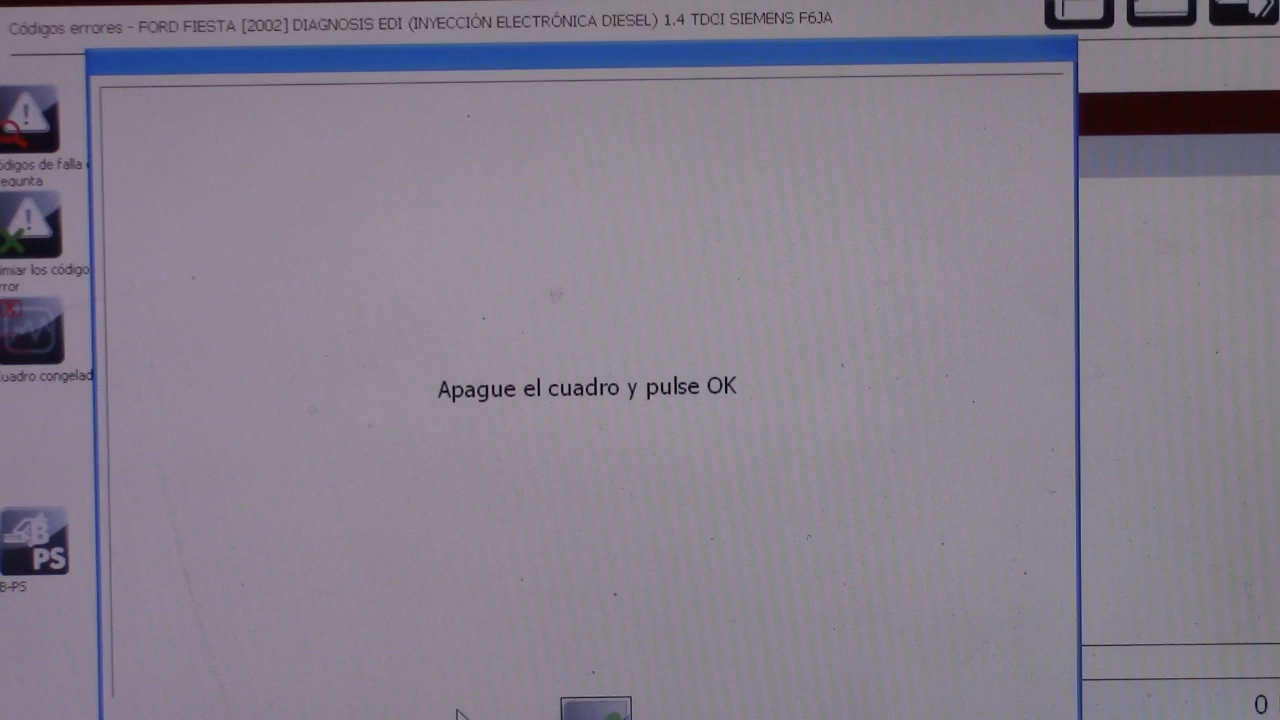 Códigos errores - FORD FIESTA [2002] DIAGNOSIS EDI (INYECCIÓN ELECTRÓNICA DIESEL) 1.4 TDCI SIEMENS F6JA
ódigos de falla
egunta
imiar los código
rror
uadro congelad
B
PS
B-PS
Apague el cuadro y pulse OK
0